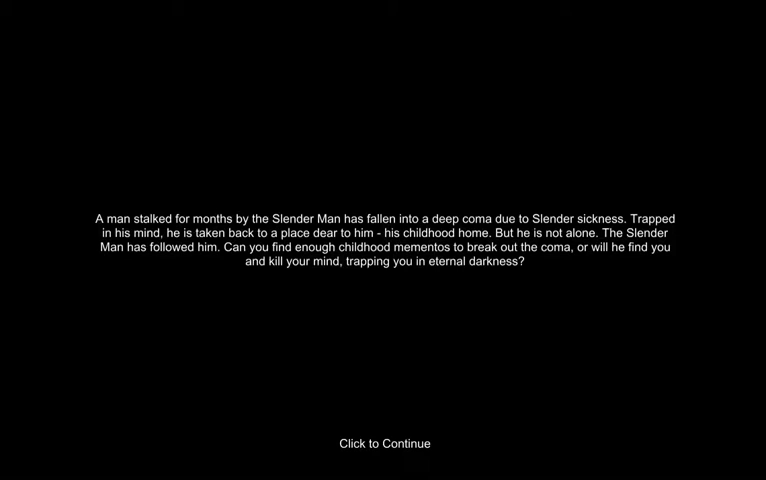 A man stalked for months by the Slender Man has fallen into a deep coma due to Slender sickness. Trapped
in his mind, he is taken back to a place dear to him - his childhood home. But he is not alone. The Slender
Man has followed him. Can you find enough childhood mementos to break out the coma, or will he find you
and kill your mind, trapping you in eternal darkness?
Click to Continue